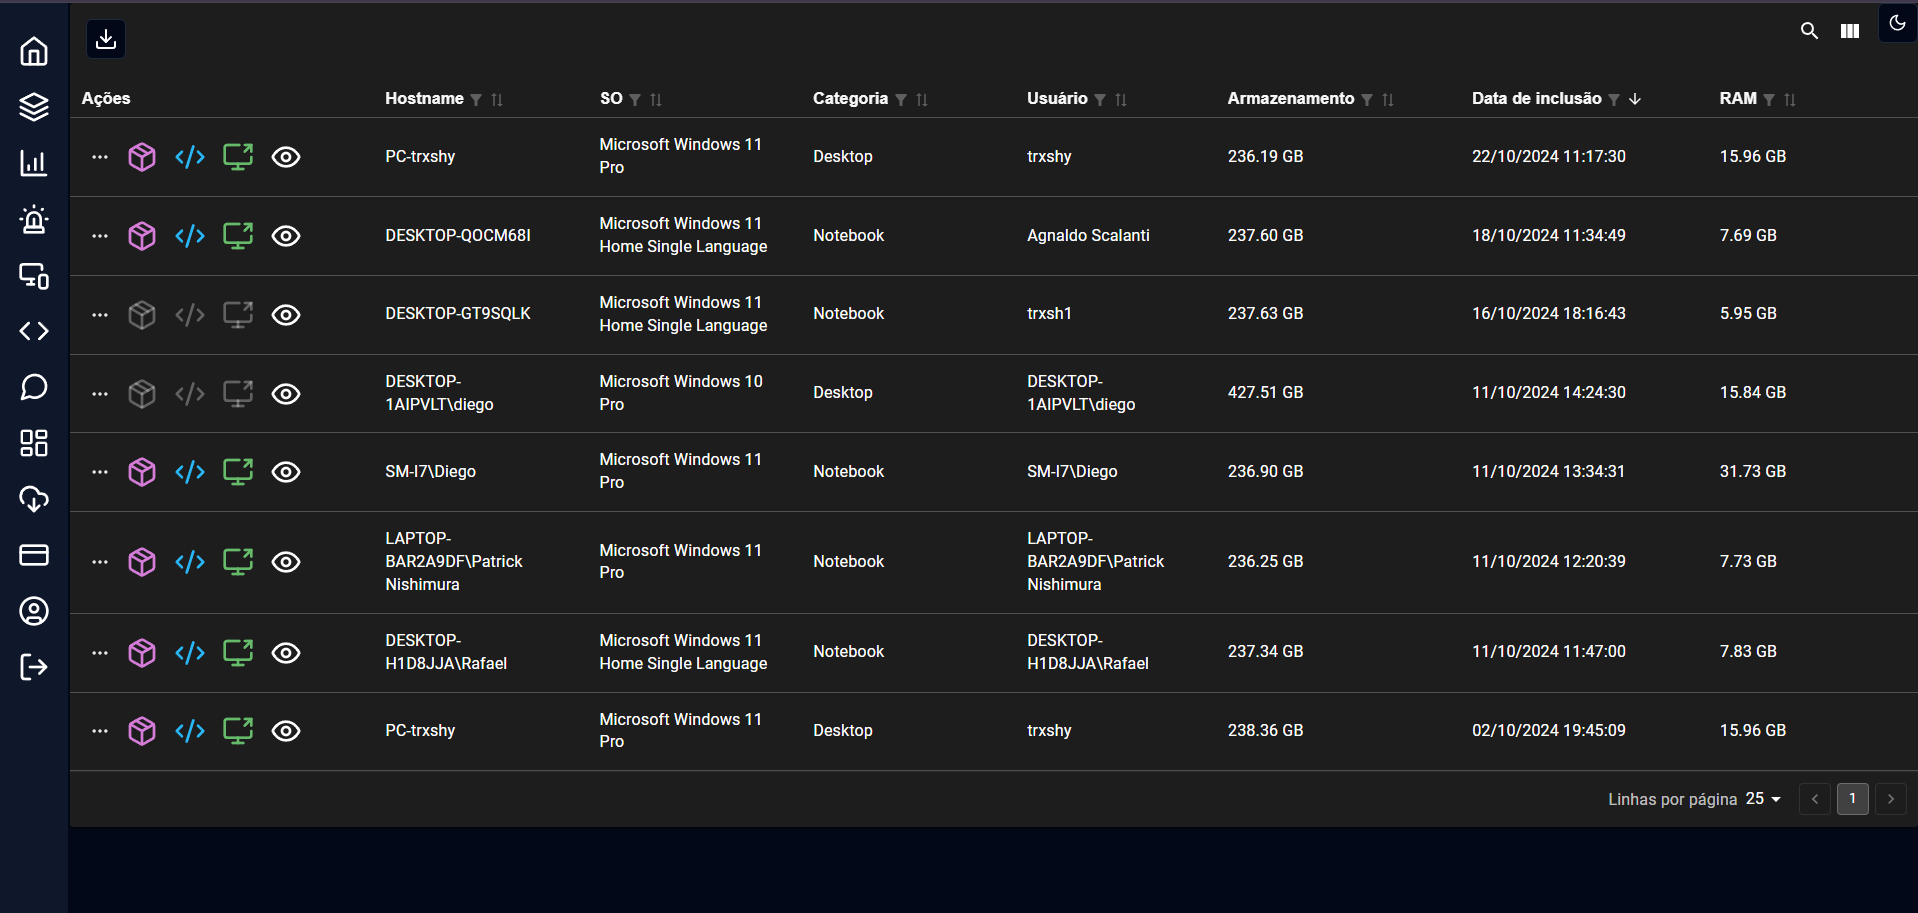 Ações Hostname SO Categoria Usuário Armazenamento Data de inclusão RAM
PC-trxshy Microsoft Windows 11 Desktop trxshy 236.19 GB 22/10/2024 11:17:30 15.96 GB
Pro
DESKTOP-QOCM68I Microsoft Windows 11 Notebook Agnaldo Scalanti 237.60 GB 18/10/2024 11:34:49 7.69 GB
Home Single Language
DESKTOP-GT9SQLK Microsoft Windows 11 Notebook trxsh1 237.63 GB 16/10/2024 18:16:43 5.95 GB
Home Single Language
DESKTOP- Microsoft Windows 10 Desktop DESKTOP- 427.51 GB 11/10/2024 14:24:30 15.84 GB
1AIPVLT\diego Pro 1AIPVLT\diego
SM-I7\Diego Microsoft Windows 11 Notebook SM-I7\Diego 236.90 GB 11/10/2024 13:34:31 31.73 GB
Pro
LAPTOP- LAPTOP-
BAR2A9DF\Patrick Microsoft Windows 11 Notebook BAR2A9DF\Patrick 236.25 GB 11/10/2024 12:20:39 7.73 GB
Nishimura Pro Nishimura
DESKTOP- Microsoft Windows 11 Notebook DESKTOP- 237.34 GB 11/10/2024 11:47:00 7.83 GB
H1D8JJA\Rafael Home Single Language H1D8JJA\Rafael
PC-trxshy Microsoft Windows 11 Desktop trxshy 238.36 GB 02/10/2024 19:45:09 15.96 GB
Pro
Linhas por página 25 1